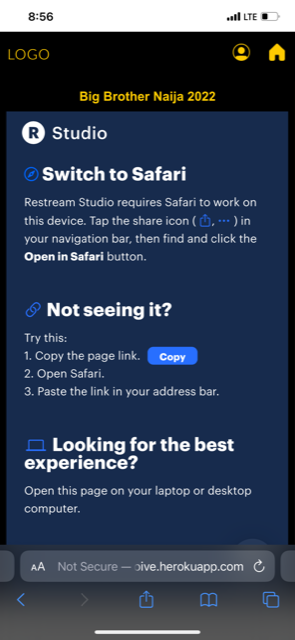 8:56
LTE
LOGO
Big Brother Naija 2022
R Studio
Switch to Safari
Restream Studio requires Safari to work on
this device. Tap the share icon ( , ··· ) in
your navigation bar, then find and click the
Open in Safari button.
Not seeing it?
Try this:
1. Copy the page link. Copy
2. Open Safari.
3. Paste the link in your address bar.
Looking for the best
experience?
Open this page on your laptop or desktop
computer.
AA Not Secure — ive.herokuapp.com